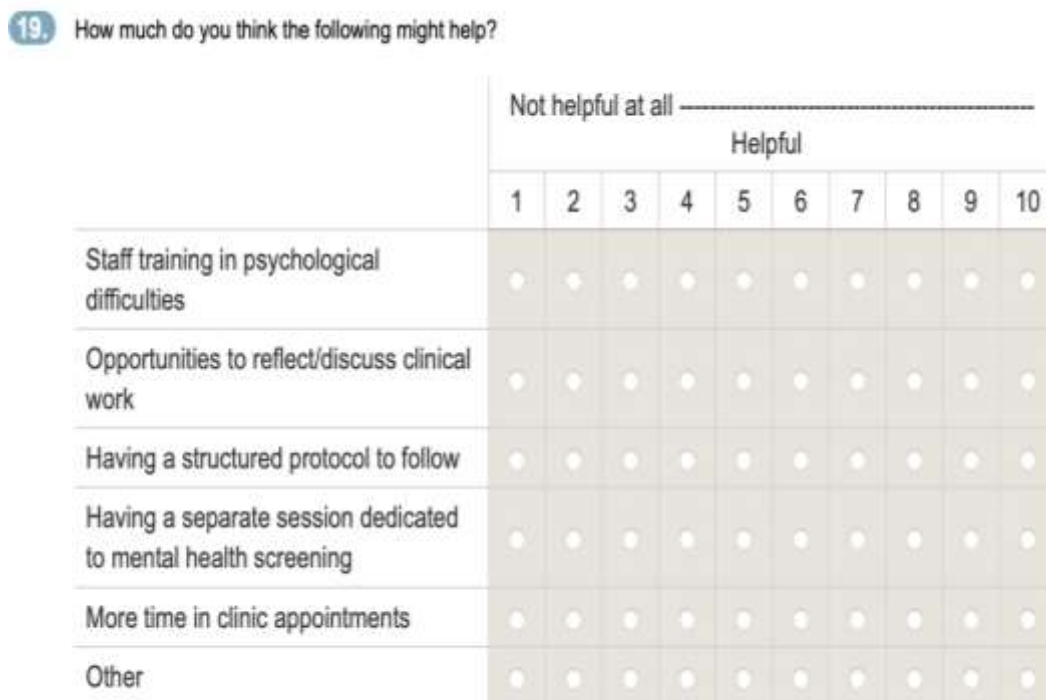 19. How much do you think the following might help?
Not helpful at all ------------------------------------------------
Helpful
1 2 3 4 5 6 7 8 9 10
Staff training in psychological
difficulties
Opportunities to reflect/discuss clinical
work
Having a structured protocol to follow
Having a separate session dedicated
to mental health screening
More time in clinic appointments
Other